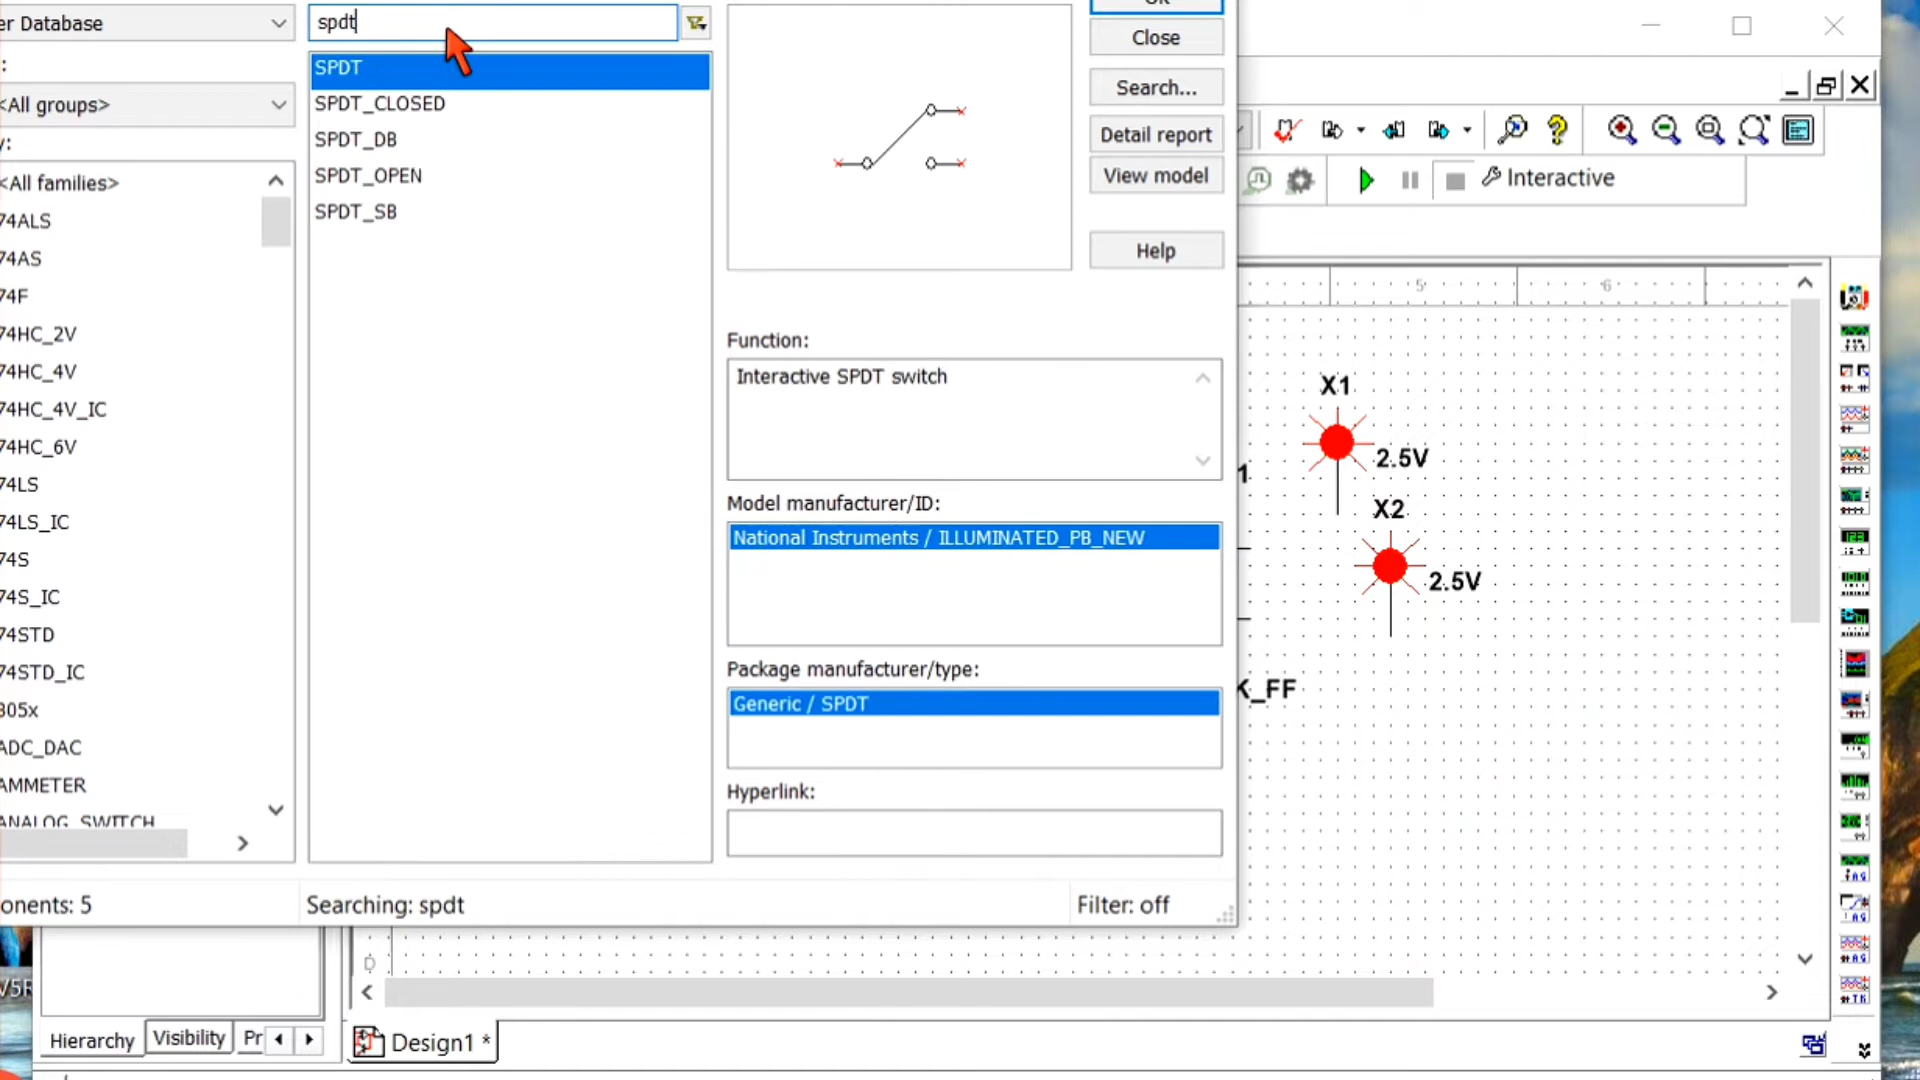 er Database
spdt
Close
:
SPDT
<All groups>
SPDT_CLOSED
Search...
y:
SPDT_DB
Detail report
<All families>
SPDT_OPEN
View model
Interactive
74ALS
SPDT_SB
74AS
Help
74F
5
6
74HC_2V
Function:
74HC_4V
Interactive SPDT switch
X1
74HC_4V_IC
74HC_6V
2.5V
1
74LS
Model manufacturer/ID:
X2
74LS_IC
National Instruments / ILLUMINATED_PB_NEW
74S
2.5V
74S_IC
74STD
74STD_IC
Package manufacturer/type:
K_FF
805x
Generic / SPDT
ADC_DAC
AMMETER
Hyperlink:
ANALOG_SWITCH
onents: 5
Searching: spdt
Filter: off
D
Hierarchy
Visibility
Pr
Design1 *